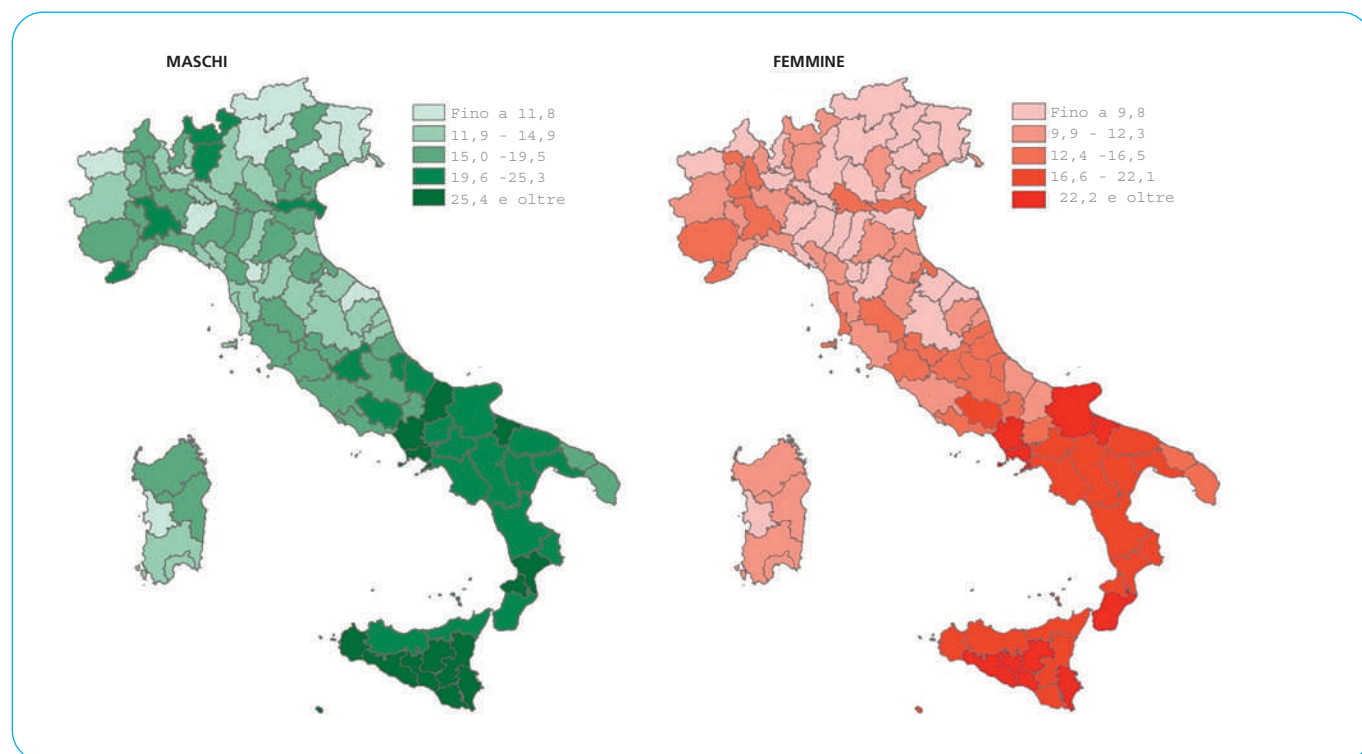 MASCHI
Fino a 11,8
11,9 - 14,9
15,0 -19,5
19,6 -25,3
25,4 e oltre
FEMMINE
Fino a 9,8
9,9 - 12,3
12,4 -16,5
16,6 - 22,1
22,2 e oltre